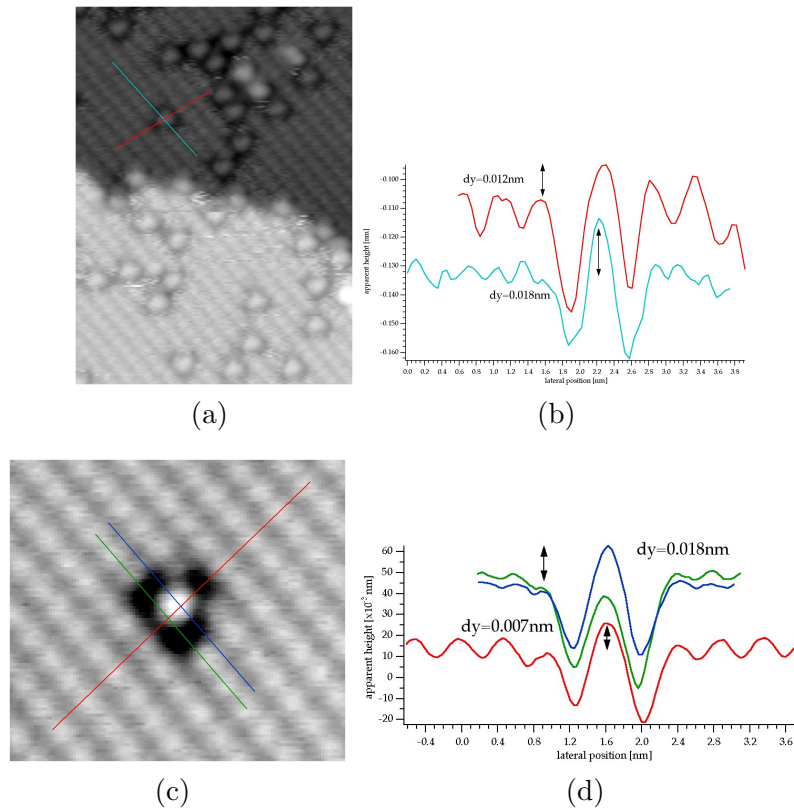 (a)
dy=0.012nm
dy=0.018nm
apparent height [nm]
-0.100
-0.110
-0.120
-0.130
-0.140
-0.150
-0.160
0.0 0.2 0.4 0.6 0.8 1.0 1.2 1.4 1.6 1.8 2.0 2.2 2.4 2.6 2.8 3.0 3.2 3.4 3.6 3.8
lateral position [nm]
(b)
(c)
dy=0.018nm
dy=0.007nm
apparent height [x10⁻³ nm]
60
50
40
30
20
10
0
-10
-20
-0.4 0.0 0.4 0.8 1.2 1.6 2.0 2.4 2.8 3.2 3.6
lateral position [nm]
(d)